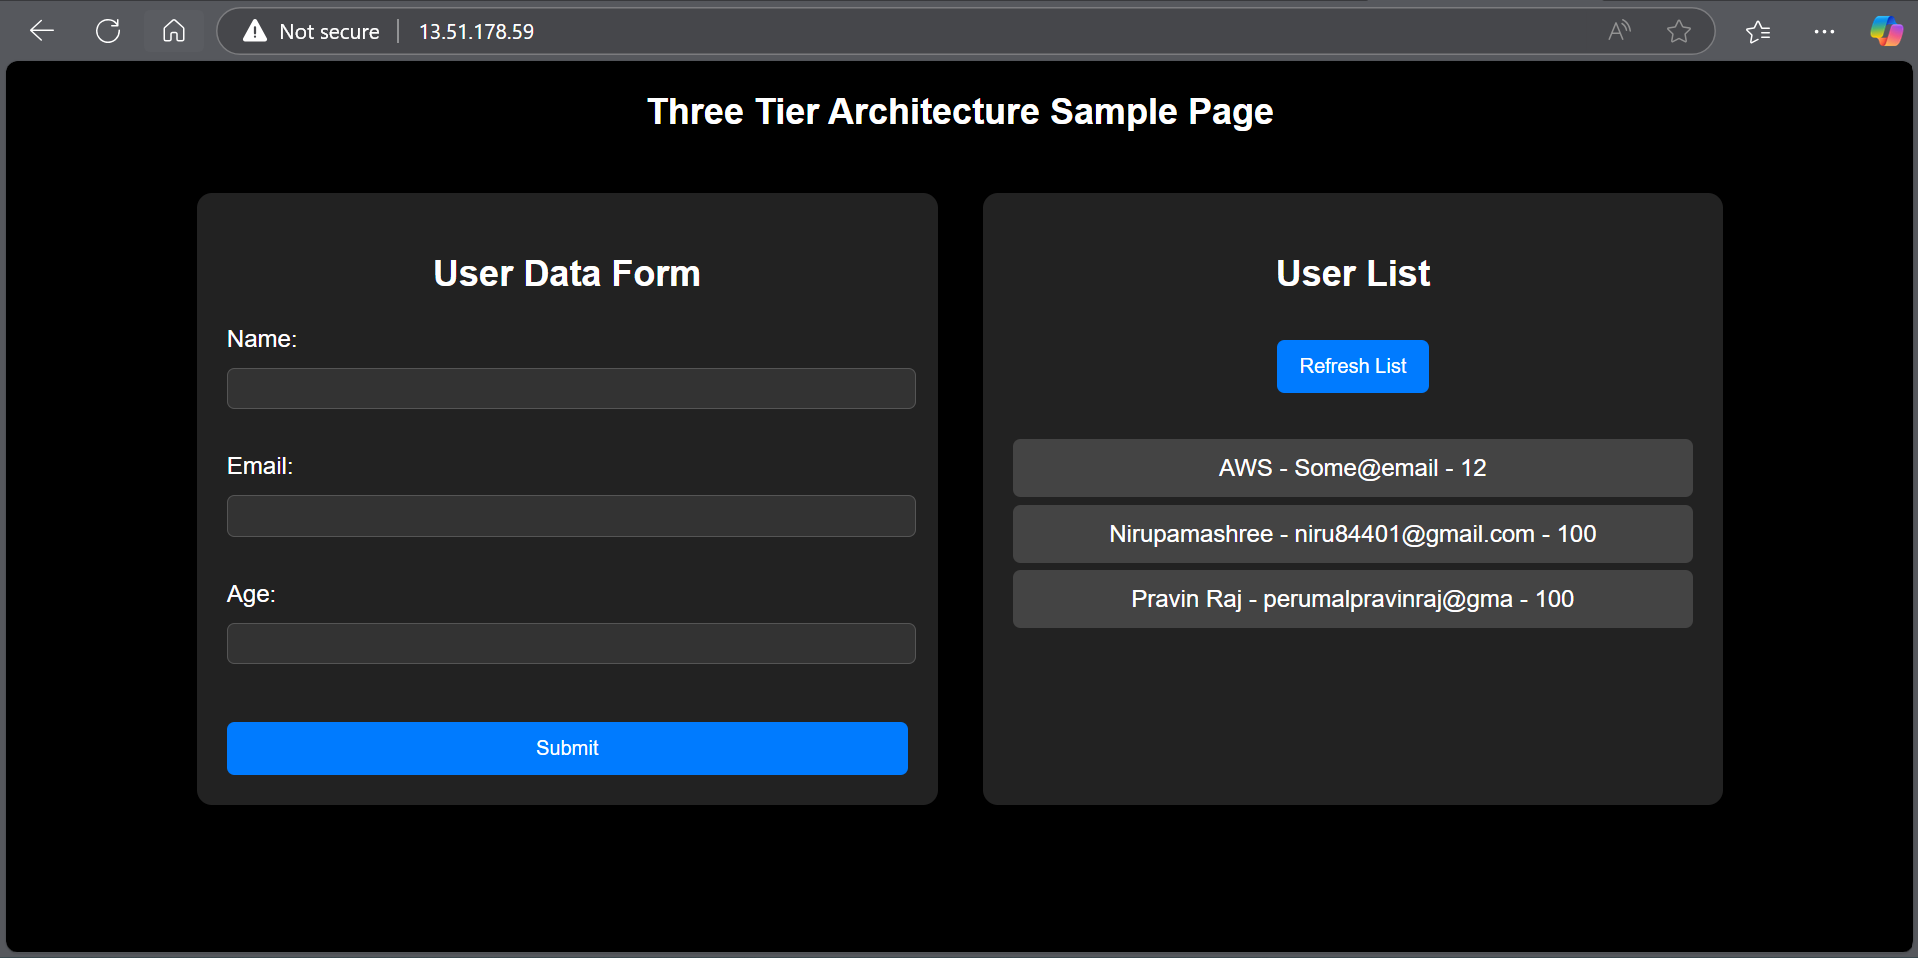 Not secure 13.51.178.59
Three Tier Architecture Sample Page
User Data Form
Name:
Email:
Age:
Submit
User List
Refresh List
AWS - Some@email - 12
Nirupamashree - niru84401@gmail.com - 100
Pravin Raj - perumalpravinraj@gma - 100